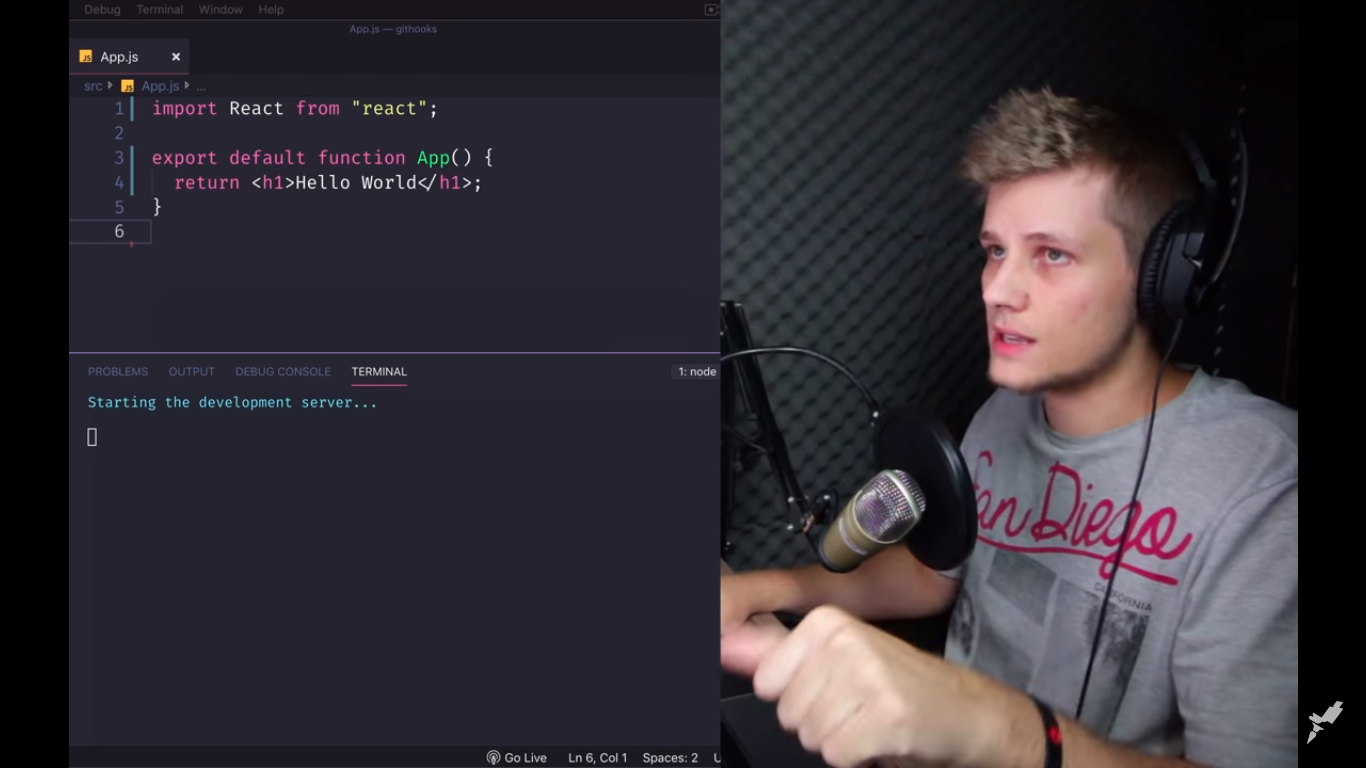 Debug Terminal Window Help
App.js — githooks
JS App.js ×
src JS App.js ...
1 import React from "react";
2
3 export default function App() {
4 return <h1>Hello World</h1>;
5 }
6
PROBLEMS OUTPUT DEBUG CONSOLE TERMINAL 1: node
Starting the development server...
San Diego
CALIFORNIA
Go Live Ln 6, Col 1 Spaces: 2 U